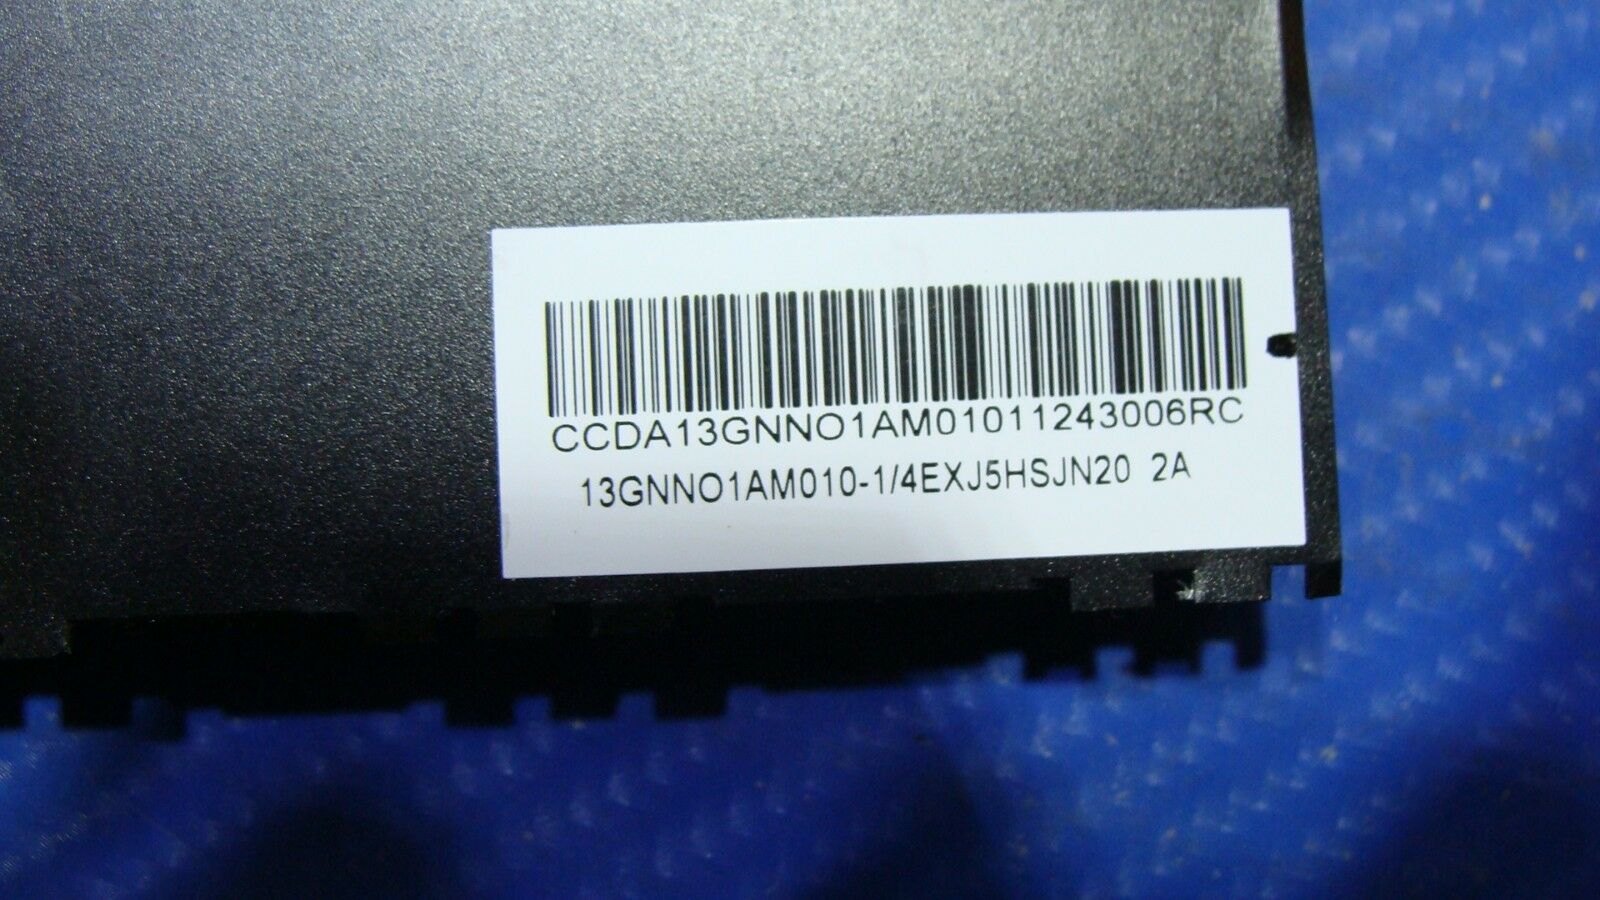 CCDA13GNNO1AM01011243006RC
13GNNO1AM010-1/4EXJ5HSJN20 2A